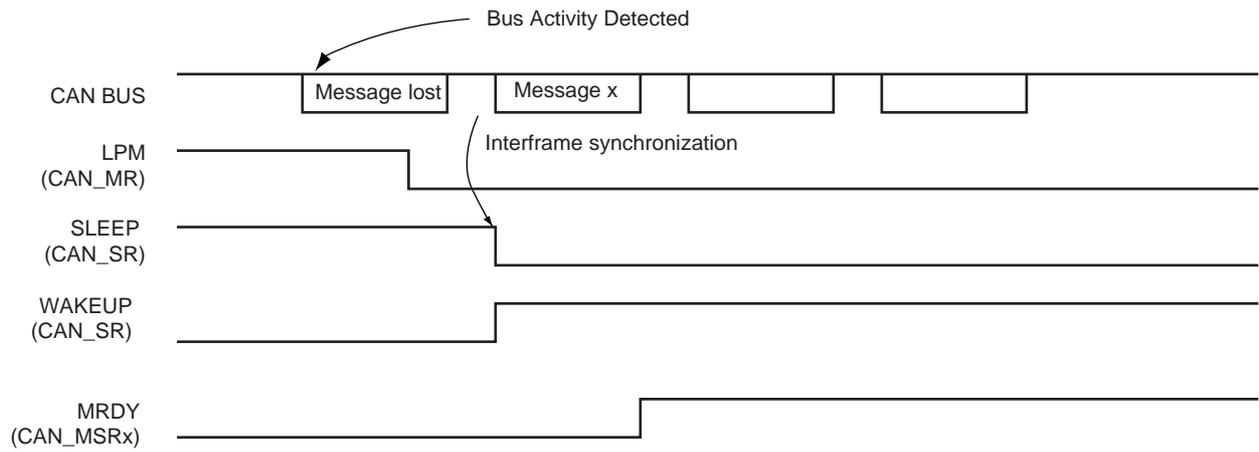 Bus Activity Detected
CAN BUS
Message lost
Message x
Interframe synchronization
LPM
(CAN_MR)
SLEEP
(CAN_SR)
WAKEUP
(CAN_SR)
MRDY
(CAN_MSRx)